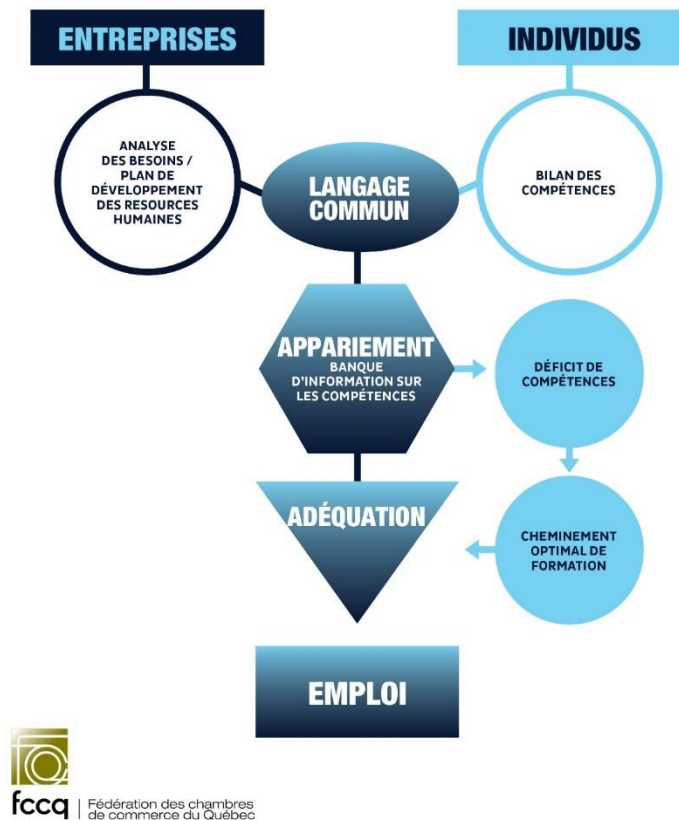 ENTREPRISES
INDIVIDUS
ANALYSE
DES BESOINS /
PLAN DE
DÉVELOPPEMENT
DES RESOURCES
HUMAINES
LANGAGE
COMMUN
BILAN DES
COMPÉTENCES
APPARIEMENT
BANQUE
D'INFORMATION SUR
LES COMPÉTENCES
DÉFICIT DE
COMPÉTENCES
ADÉQUATION
CHEMINEMENT
OPTIMAL DE
FORMATION
EMPLOI
fccq
Fédération des chambres
de commerce du Québec